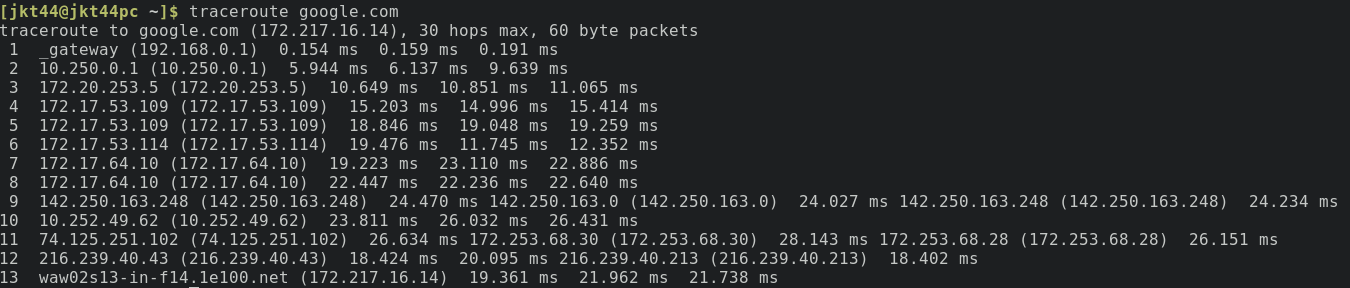 [jkt44@jkt44pc ~]$ traceroute google.com
traceroute to google.com (172.217.16.14), 30 hops max, 60 byte packets
 1  _gateway (192.168.0.1)  0.154 ms  0.159 ms  0.191 ms
 2  10.250.0.1 (10.250.0.1)  5.944 ms  6.137 ms  9.639 ms
 3  172.20.253.5 (172.20.253.5)  10.649 ms  10.851 ms  11.065 ms
 4  172.17.53.109 (172.17.53.109)  15.203 ms  14.996 ms  15.414 ms
 5  172.17.53.109 (172.17.53.109)  18.846 ms  19.048 ms  19.259 ms
 6  172.17.53.114 (172.17.53.114)  19.476 ms  11.745 ms  12.352 ms
 7  172.17.64.10 (172.17.64.10)  19.223 ms  23.110 ms  22.886 ms
 8  172.17.64.10 (172.17.64.10)  22.447 ms  22.236 ms  22.640 ms
 9  142.250.163.248 (142.250.163.248)  24.470 ms 142.250.163.0 (142.250.163.0)  24.027 ms 142.250.163.248 (142.250.163.248)  24.234 ms
10  10.252.49.62 (10.252.49.62)  23.811 ms  26.032 ms  26.431 ms
11  74.125.251.102 (74.125.251.102)  26.634 ms 172.253.68.30 (172.253.68.30)  28.143 ms 172.253.68.28 (172.253.68.28)  26.151 ms
12  216.239.40.43 (216.239.40.43)  18.424 ms  20.095 ms 216.239.40.213 (216.239.40.213)  18.402 ms
13  waw02s13-in-f14.1e100.net (172.217.16.14)  19.361 ms  21.962 ms  21.738 ms